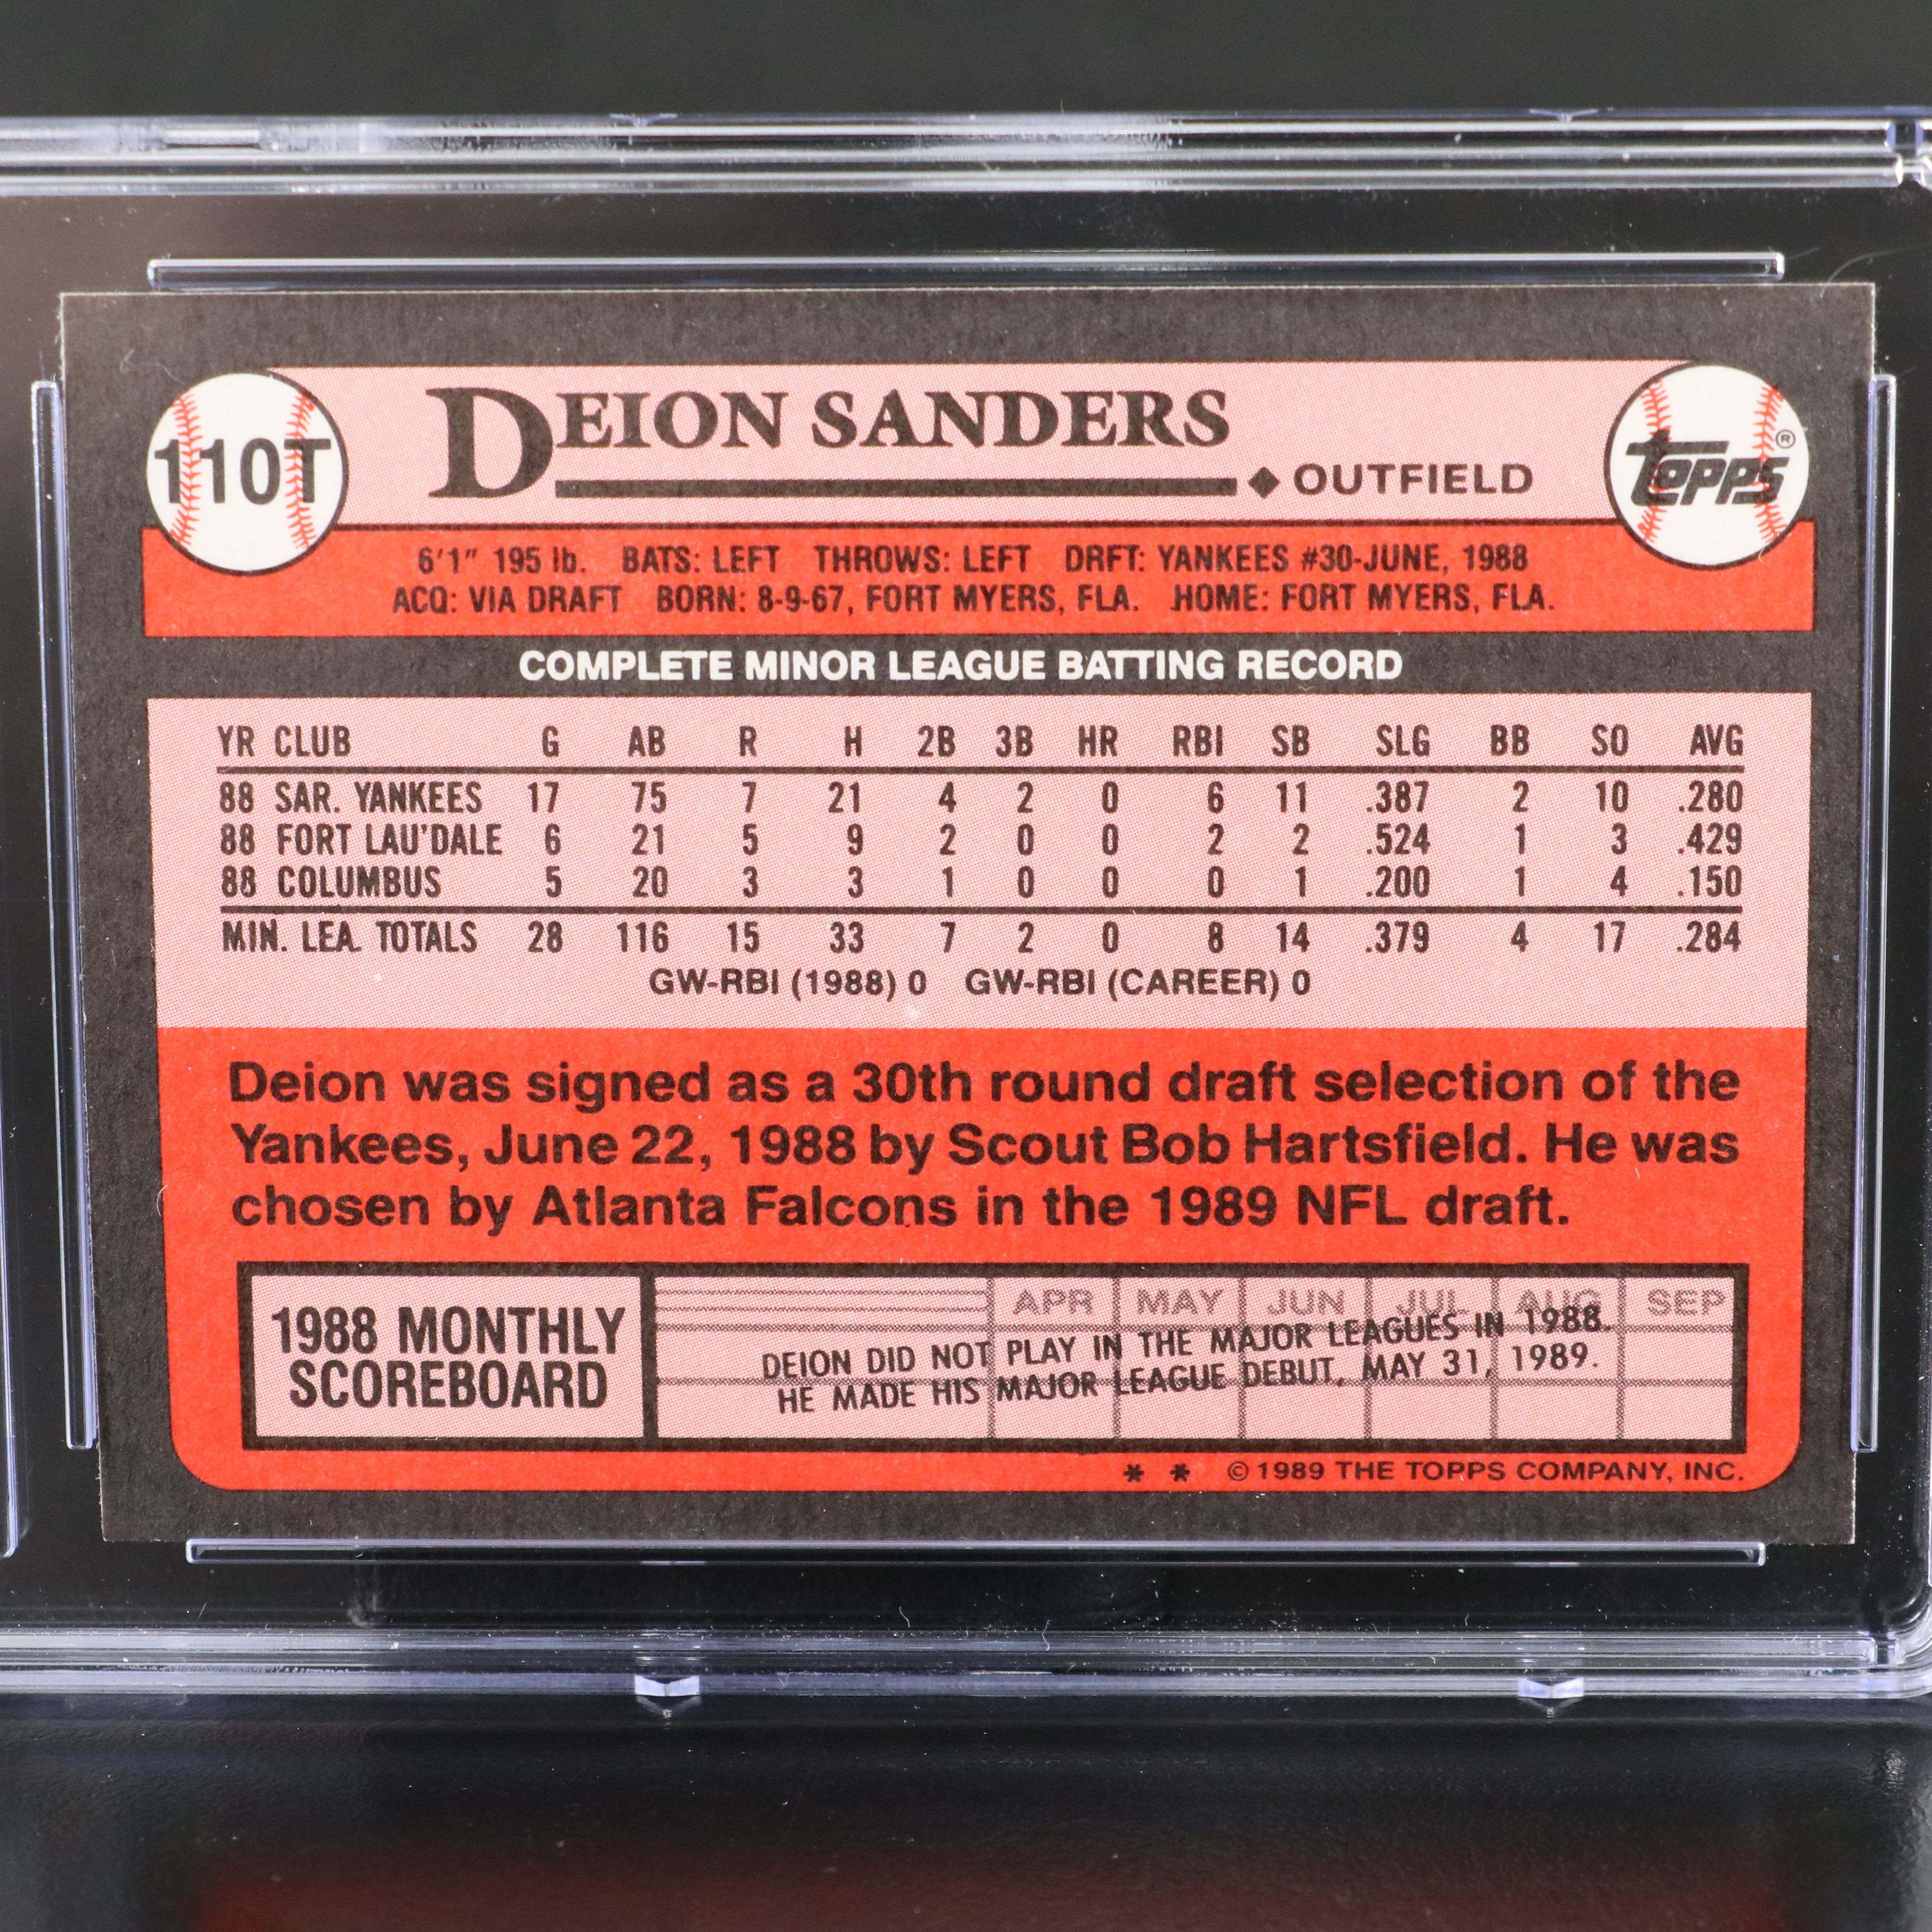 110T
DEION SANDERS
◆ OUTFIELD
TOPPS®
6'1" 195 lb. BATS: LEFT THROWS: LEFT DRFT: YANKEES #30-JUNE, 1988
ACQ: VIA DRAFT BORN: 8-9-67, FORT MYERS, FLA. HOME: FORT MYERS, FLA.
COMPLETE MINOR LEAGUE BATTING RECORD
YR CLUB G AB R H 2B 3B HR RBI SB SLG BB SO AVG
88 SAR. YANKEES 17 75 7 21 4 2 0 6 11 .387 2 10 .280
88 FORT LAU'DALE 6 21 5 9 2 0 0 2 2 .524 1 3 .429
88 COLUMBUS 5 20 3 3 1 0 0 0 1 .200 1 4 .150
MIN. LEA. TOTALS 28 116 15 33 7 2 0 8 14 .379 4 17 .284
GW-RBI (1988) 0 GW-RBI (CAREER) 0
Deion was signed as a 30th round draft selection of the
Yankees, June 22, 1988 by Scout Bob Hartsfield. He was
chosen by Atlanta Falcons in the 1989 NFL draft.
1988 MONTHLY
SCOREBOARD
APR MAY JUN JUL AUG SEP
DEION DID NOT PLAY IN THE MAJOR LEAGUES IN 1988.
HE MADE HIS MAJOR LEAGUE DEBUT, MAY 31, 1989.
* * © 1989 THE TOPPS COMPANY, INC.